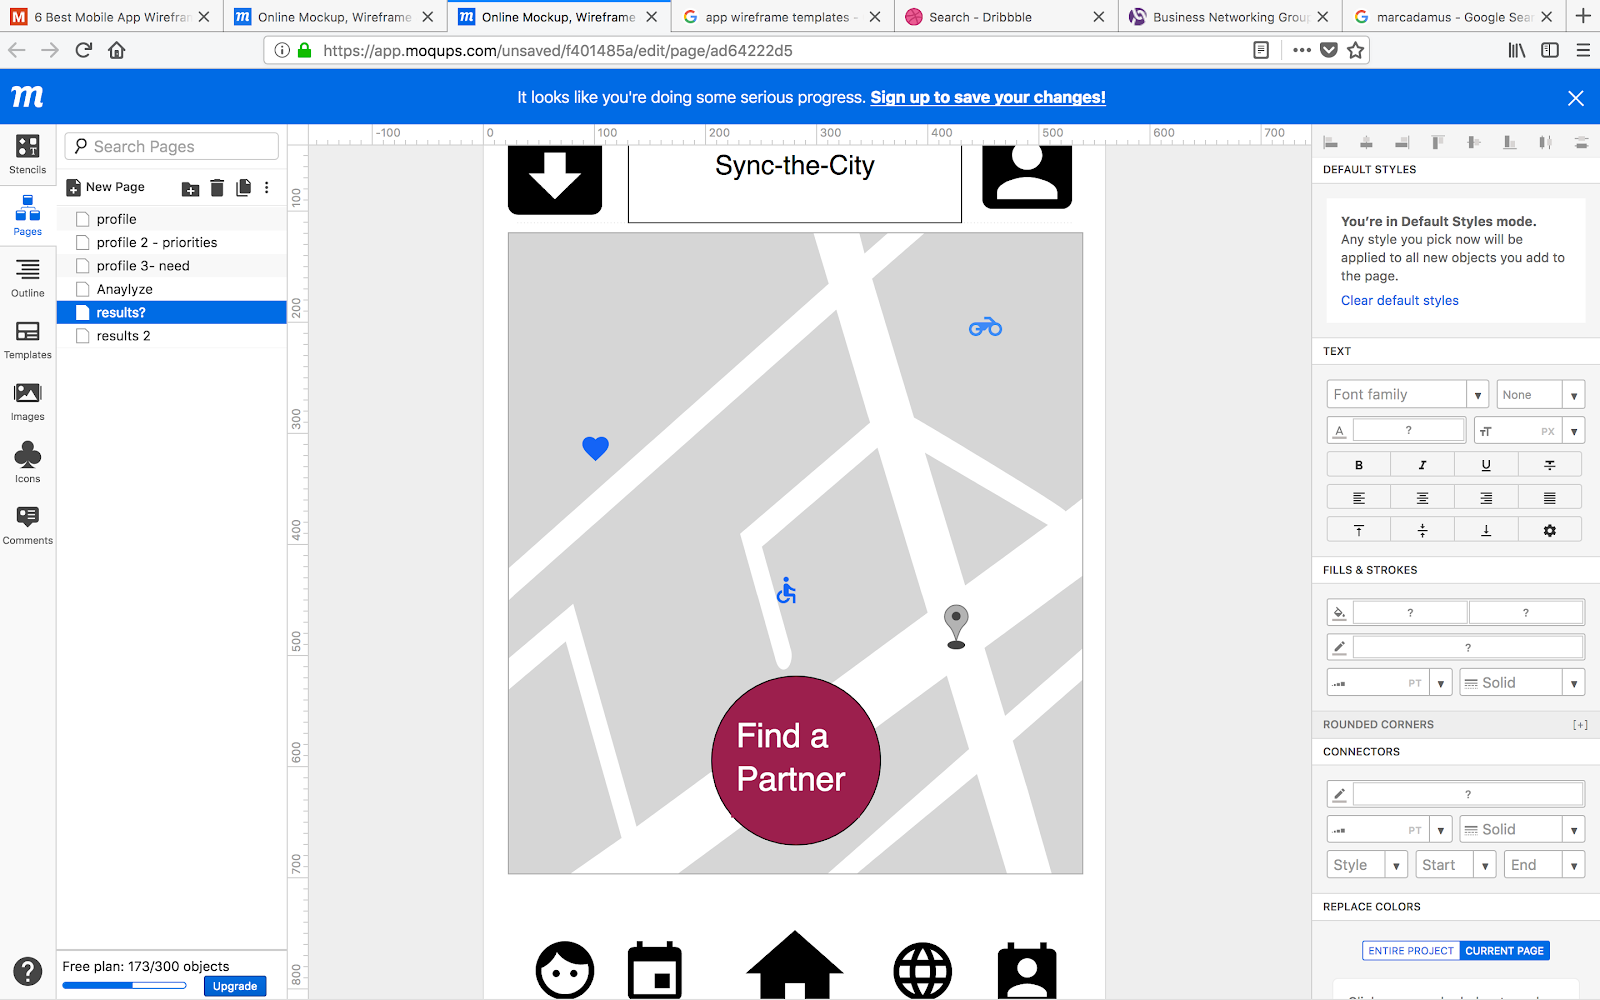 6 Best Mobile App Wirefran
Online Mockup, Wireframe
Online Mockup, Wireframe
app wireframe templates -
Search - Dribbble
Business Networking Grou
marcadamus - Google Sear
https://app.moqups.com/unsaved/f401485a/edit/page/ad64222d5
m
It looks like you're doing some serious progress. Sign up to save your changes!
Stencils
Pages
Outline
Templates
Images
Icons
Comments
Search Pages
New Page
profile
profile 2 - priorities
profile 3- need
Anaylyze
results?
results 2
Free plan: 173/300 objects
Upgrade
-100 0 100 200 300 400 500 600 700
100
200
300
400
500
600
700
800
Sync-the-City
Find a
Partner
DEFAULT STYLES
You're in Default Styles mode.
Any style you pick now will be
applied to all new objects you add to
the page.
Clear default styles
TEXT
Font family
None
A ?
TT PX
B I U T
FILLS & STROKES
? ?
?
PT Solid
ROUNDED CORNERS [+]
CONNECTORS
?
PT Solid
Style Start End
REPLACE COLORS
ENTIRE PROJECT CURRENT PAGE